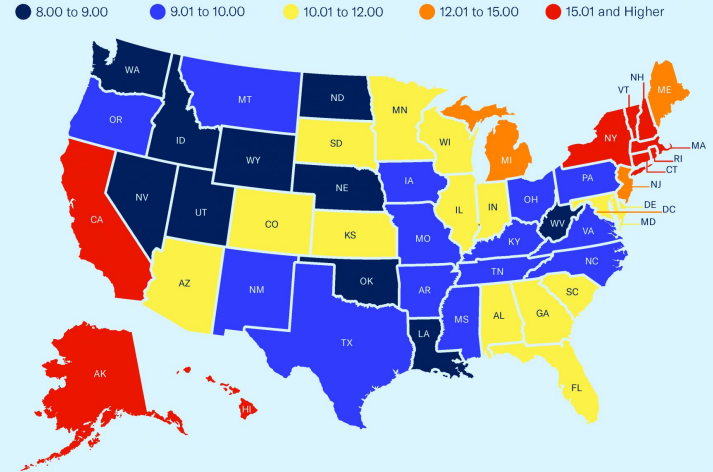 8.00 to 9.00 9.01 to 10.00 10.01 to 12.00 12.01 to 15.00 15.01 and Higher
WA
MT
ND
MN
VT
NH
ME
OR
ID
SD
WI
NY
MA
WY
MI
RI
CT
NV
NE
IA
PA
NJ
CA
UT
CO
KS
IL
IN
OH
WV
DE
DC
MD
VA
MO
KY
AZ
NM
OK
AR
TN
NC
TX
LA
MS
AL
GA
SC
AK
HI
FL